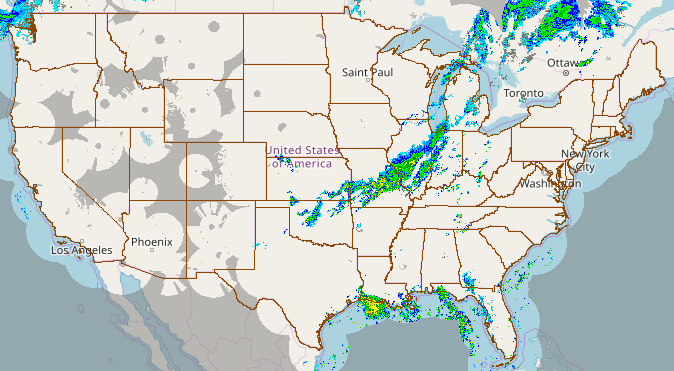 Ottawa
Saint Paul
Toronto
United States
of America
New York
City
Washington
Los Angeles
Phoenix